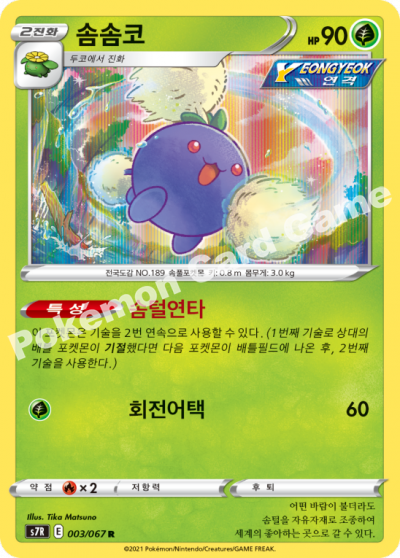 2진화
솜솜코
HP 90
두코에서 진화
YEONGYEOK
연격
전국도감 NO.189 솜풀포켓몬 키: 0.8 m 몸무게: 3.0 kg
특성 솜털연타
이 포켓몬은 기술을 2번 연속으로 사용할 수 있다. (1번째 기술로 상대의
배틀 포켓몬이 기절했다면 다음 포켓몬이 배틀필드에 나온 후, 2번째
기술을 사용한다.)
회전어택 60
약점 ×2 저항력 후퇴
Illus. Tika Matsuno
s7R E 003/067 R
어떤 바람이 불더라도
솜털을 자유자재로 조종하여
세계의 좋아하는 곳으로 갈 수 있다.
©2021 Pokémon/Nintendo/Creatures/GAME FREAK.
Pokémon Card Game